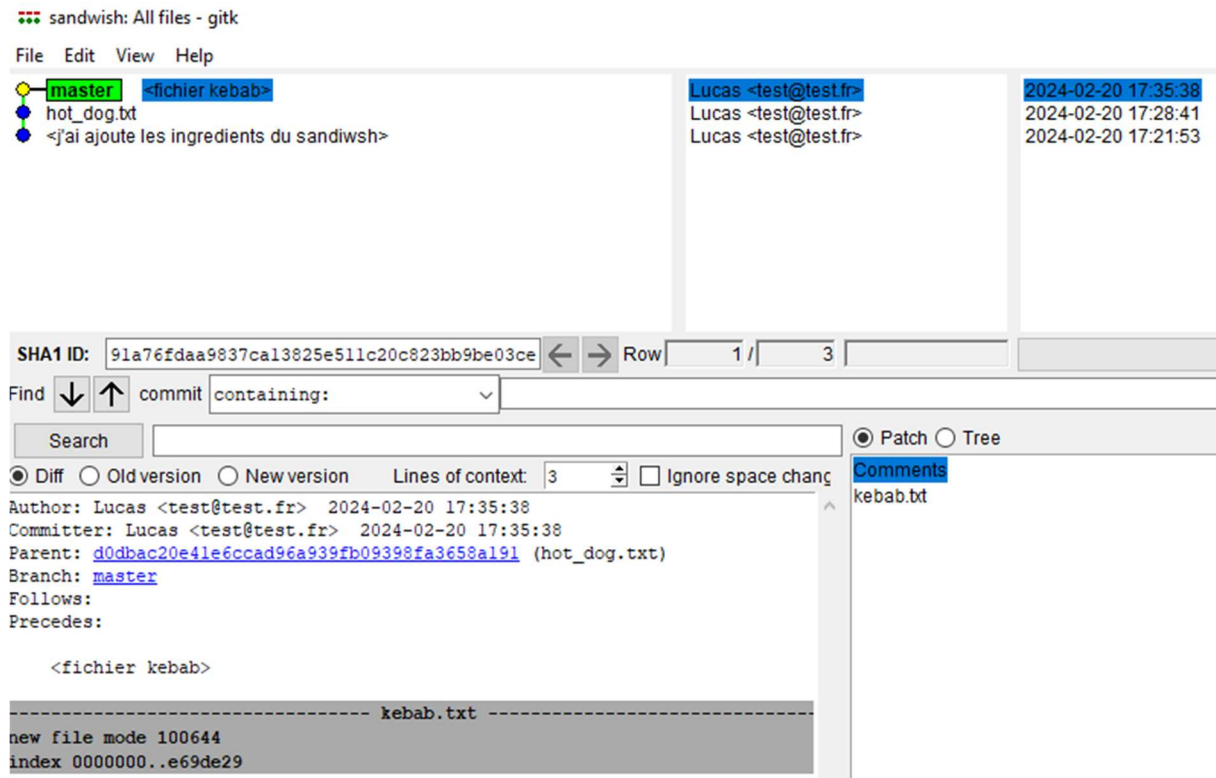 sandwish: All files - gitk
File Edit View Help
master <fichier kebab> Lucas <test@test.fr> 2024-02-20 17:35:38
hot_dog.txt Lucas <test@test.fr> 2024-02-20 17:28:41
<j'ai ajoute les ingredients du sandiwsh> Lucas <test@test.fr> 2024-02-20 17:21:53
SHA1 ID: 91a76fdaa9837ca13825e511c20c823bb9be03ce Row 1 / 3
Find commit containing:
Search Patch Tree
Diff Old version New version Lines of context: 3 Ignore space chang
Comments
kebab.txt
Author: Lucas <test@test.fr> 2024-02-20 17:35:38
Committer: Lucas <test@test.fr> 2024-02-20 17:35:38
Parent: d0dbac20e41e6ccad96a939fb09398fa3658a191 (hot_dog.txt)
Branch: master
Follows:
Precedes:
<fichier kebab>
---------------------------------- kebab.txt ----------------------------------
new file mode 100644
index 0000000..e69de29